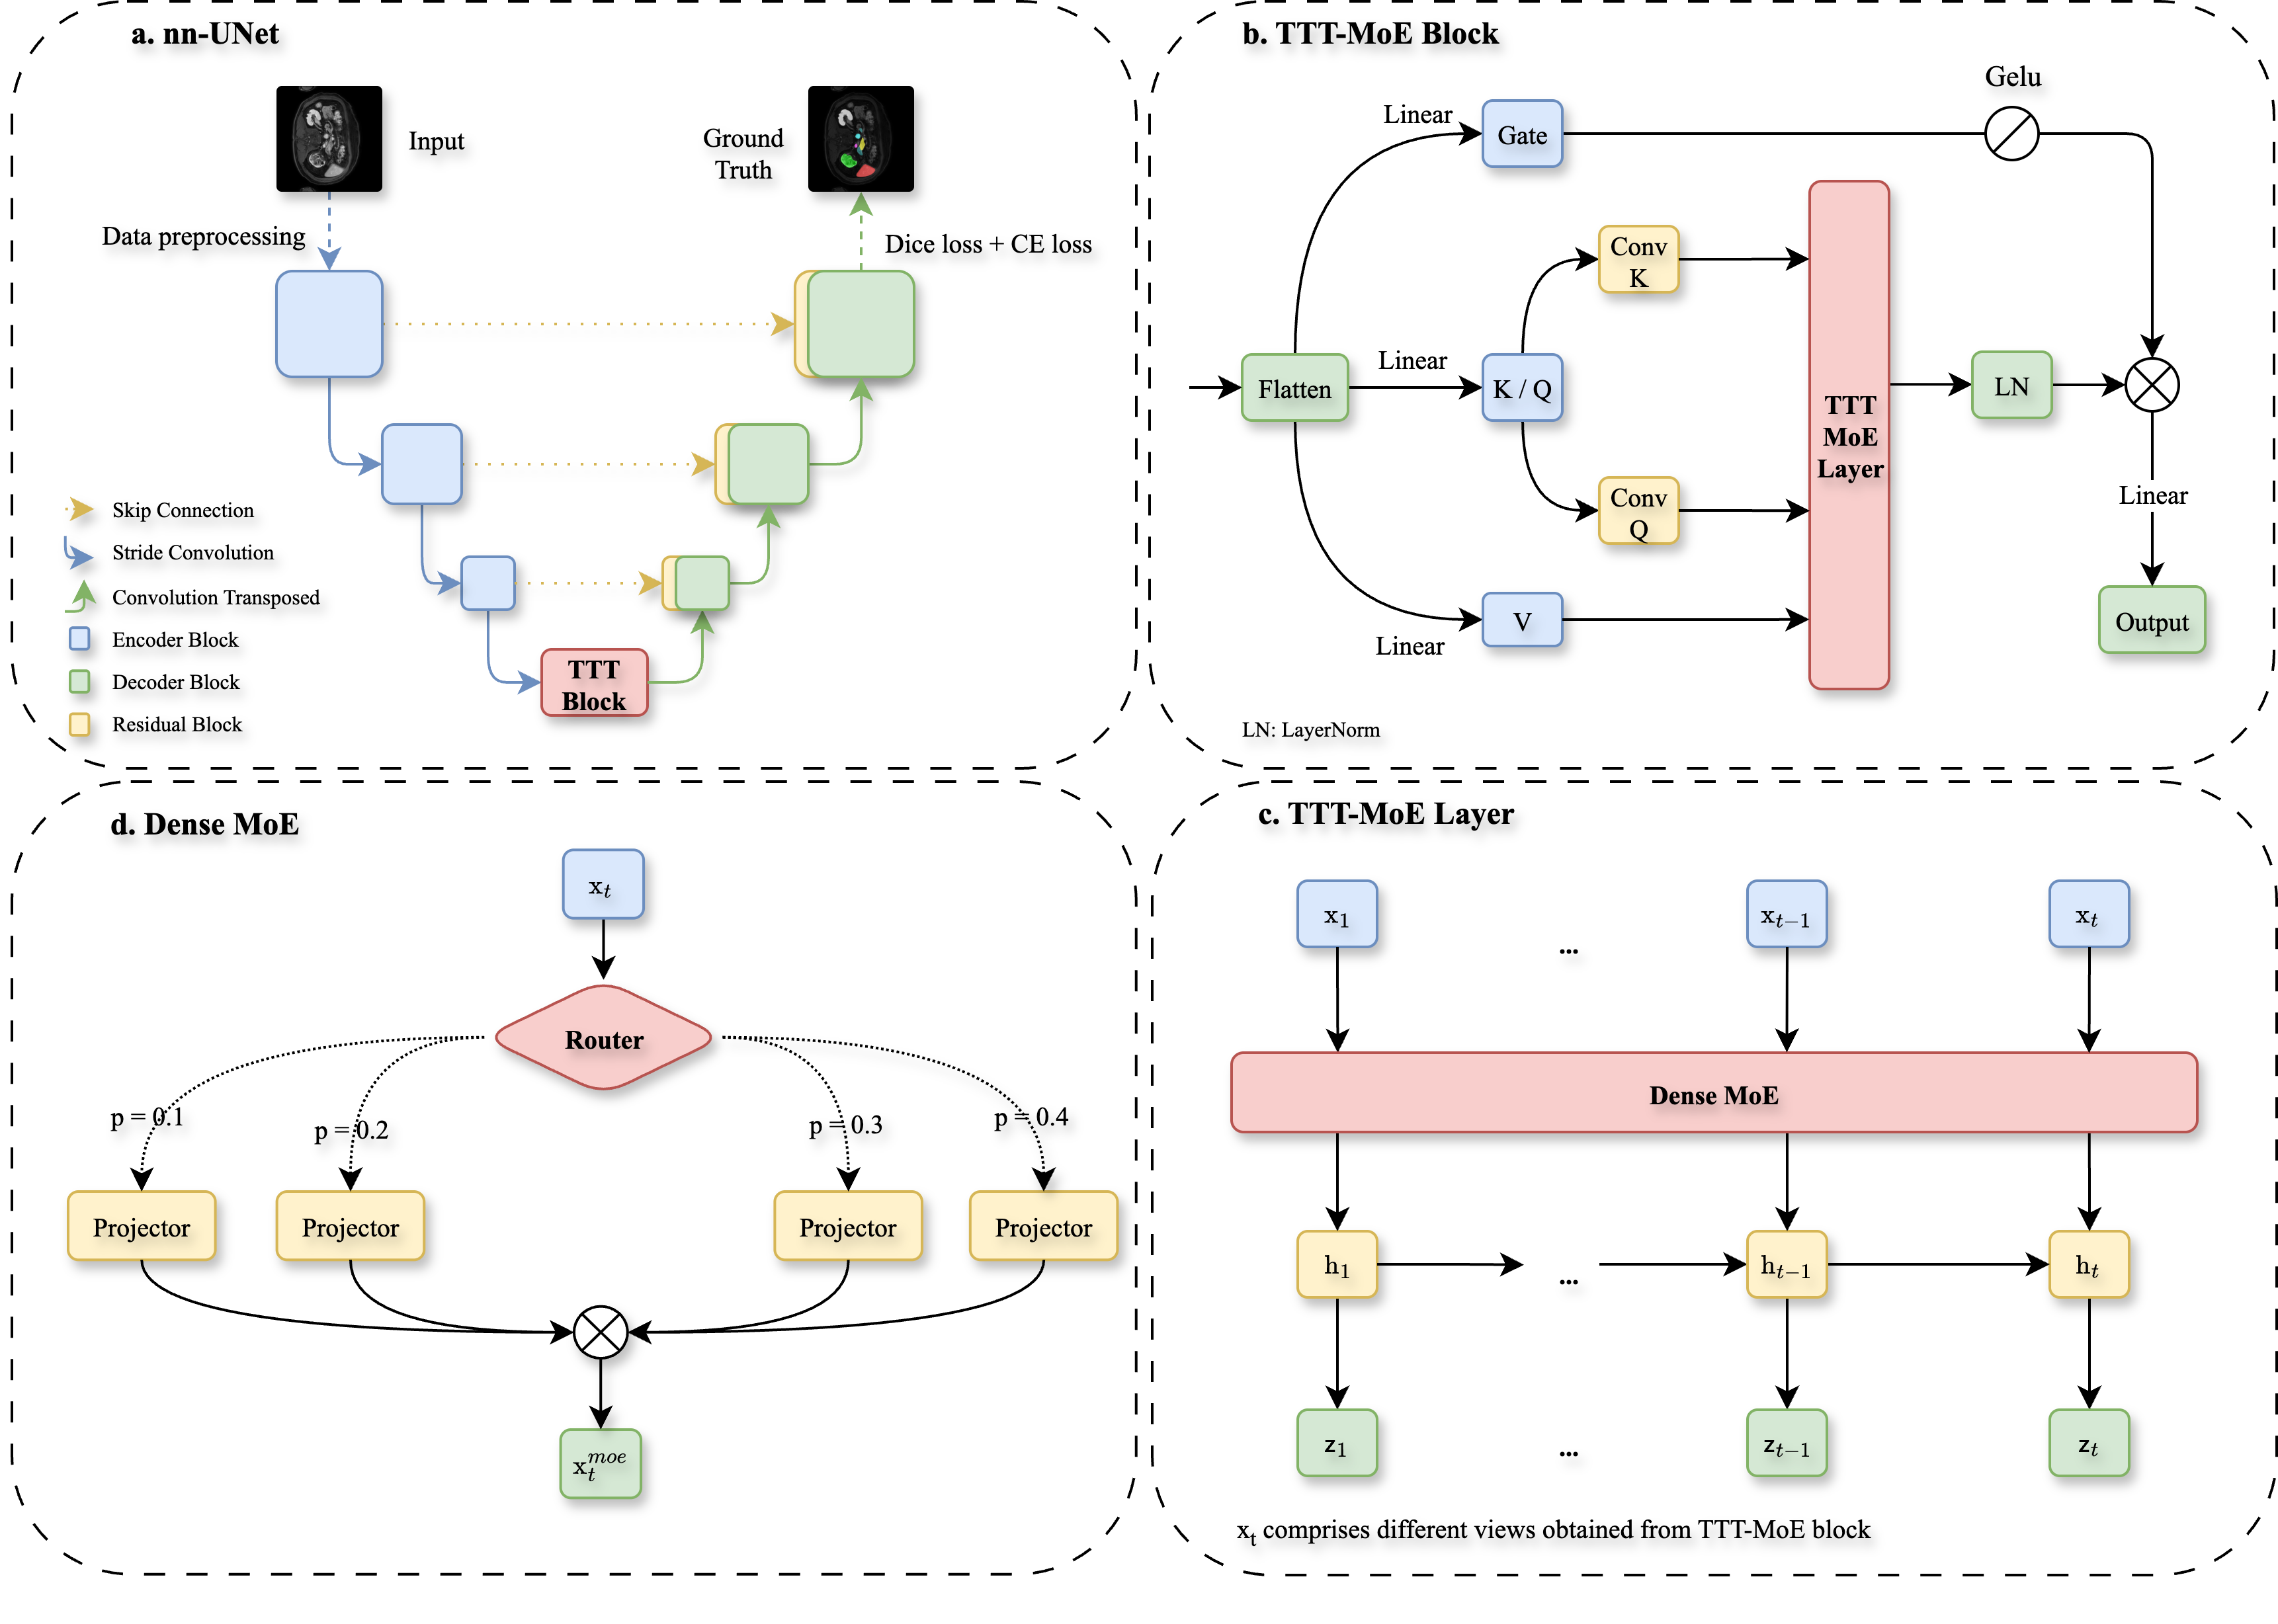 a. nn-UNet
Input
Ground
Truth
Data preprocessing
Dice loss + CE loss
Skip Connection
Stride Convolution
Convolution Transposed
Encoder Block
Decoder Block
Residual Block
TTT
Block
b. TTT-MoE Block
Gelu
Linear
Gate
Conv
K
Linear
Flatten
K / Q
TTT
MoE
Layer
LN
Conv
Q
Linear
V
Linear
Output
LN: LayerNorm
d. Dense MoE
x_t
Router
p = 0.1
p = 0.2
p = 0.3
p = 0.4
Projector
Projector
Projector
Projector
x_t^{moe}
c. TTT-MoE Layer
x_1
...
x_{t−1}
x_t
Dense MoE
h_1
...
h_{t−1}
h_t
z_1
...
z_{t−1}
z_t
x_t comprises different views obtained from TTT-MoE block